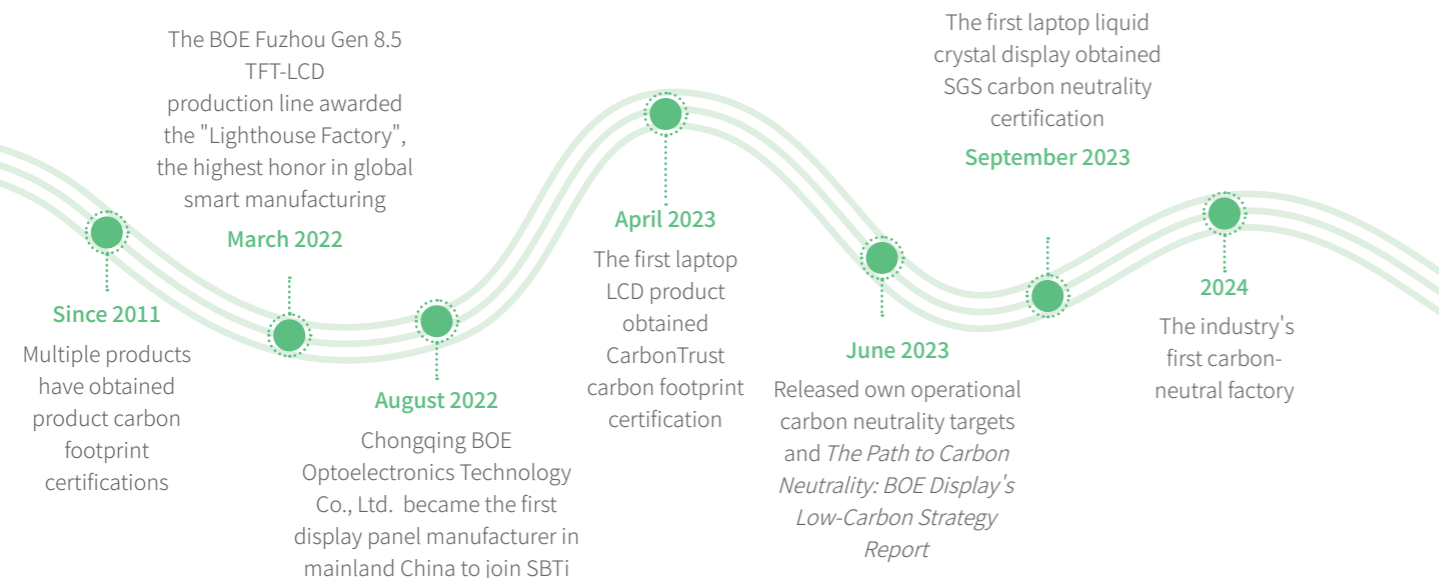 Since 2011
Multiple products
have obtained
product carbon
footprint
certifications
The BOE Fuzhou Gen 8.5
TFT-LCD
production line awarded
the "Lighthouse Factory",
the highest honor in global
smart manufacturing
March 2022
August 2022
Chongqing BOE
Optoelectronics Technology
Co., Ltd. became the first
display panel manufacturer in
mainland China to join SBTi
April 2023
The first laptop
LCD product
obtained
CarbonTrust
carbon footprint
certification
June 2023
Released own operational
carbon neutrality targets
and The Path to Carbon
Neutrality: BOE Display's
Low-Carbon Strategy
Report
The first laptop liquid
crystal display obtained
SGS carbon neutrality
certification
September 2023
2024
The industry's
first carbon-
neutral factory